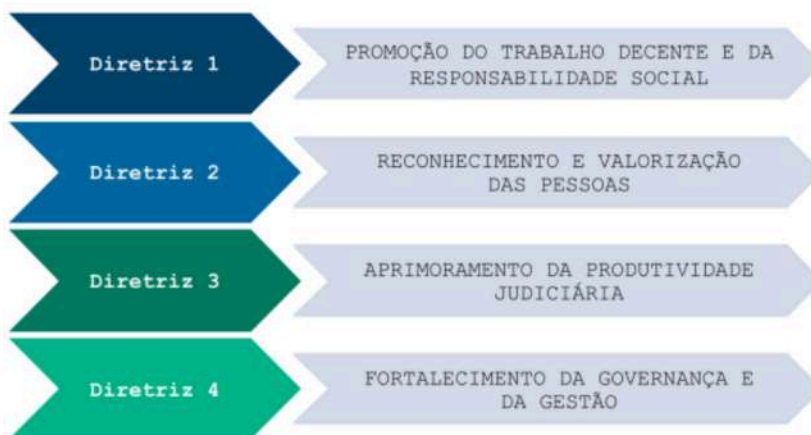 Diretriz 1
PROMOÇÃO DO TRABALHO DECENTE E DA
RESPONSABILIDADE SOCIAL
Diretriz 2
RECONHECIMENTO E VALORIZAÇÃO
DAS PESSOAS
Diretriz 3
APRIMORAMENTO DA PRODUTIVIDADE
JUDICIÁRIA
Diretriz 4
FORTALECIMENTO DA GOVERNANÇA E
DA GESTÃO